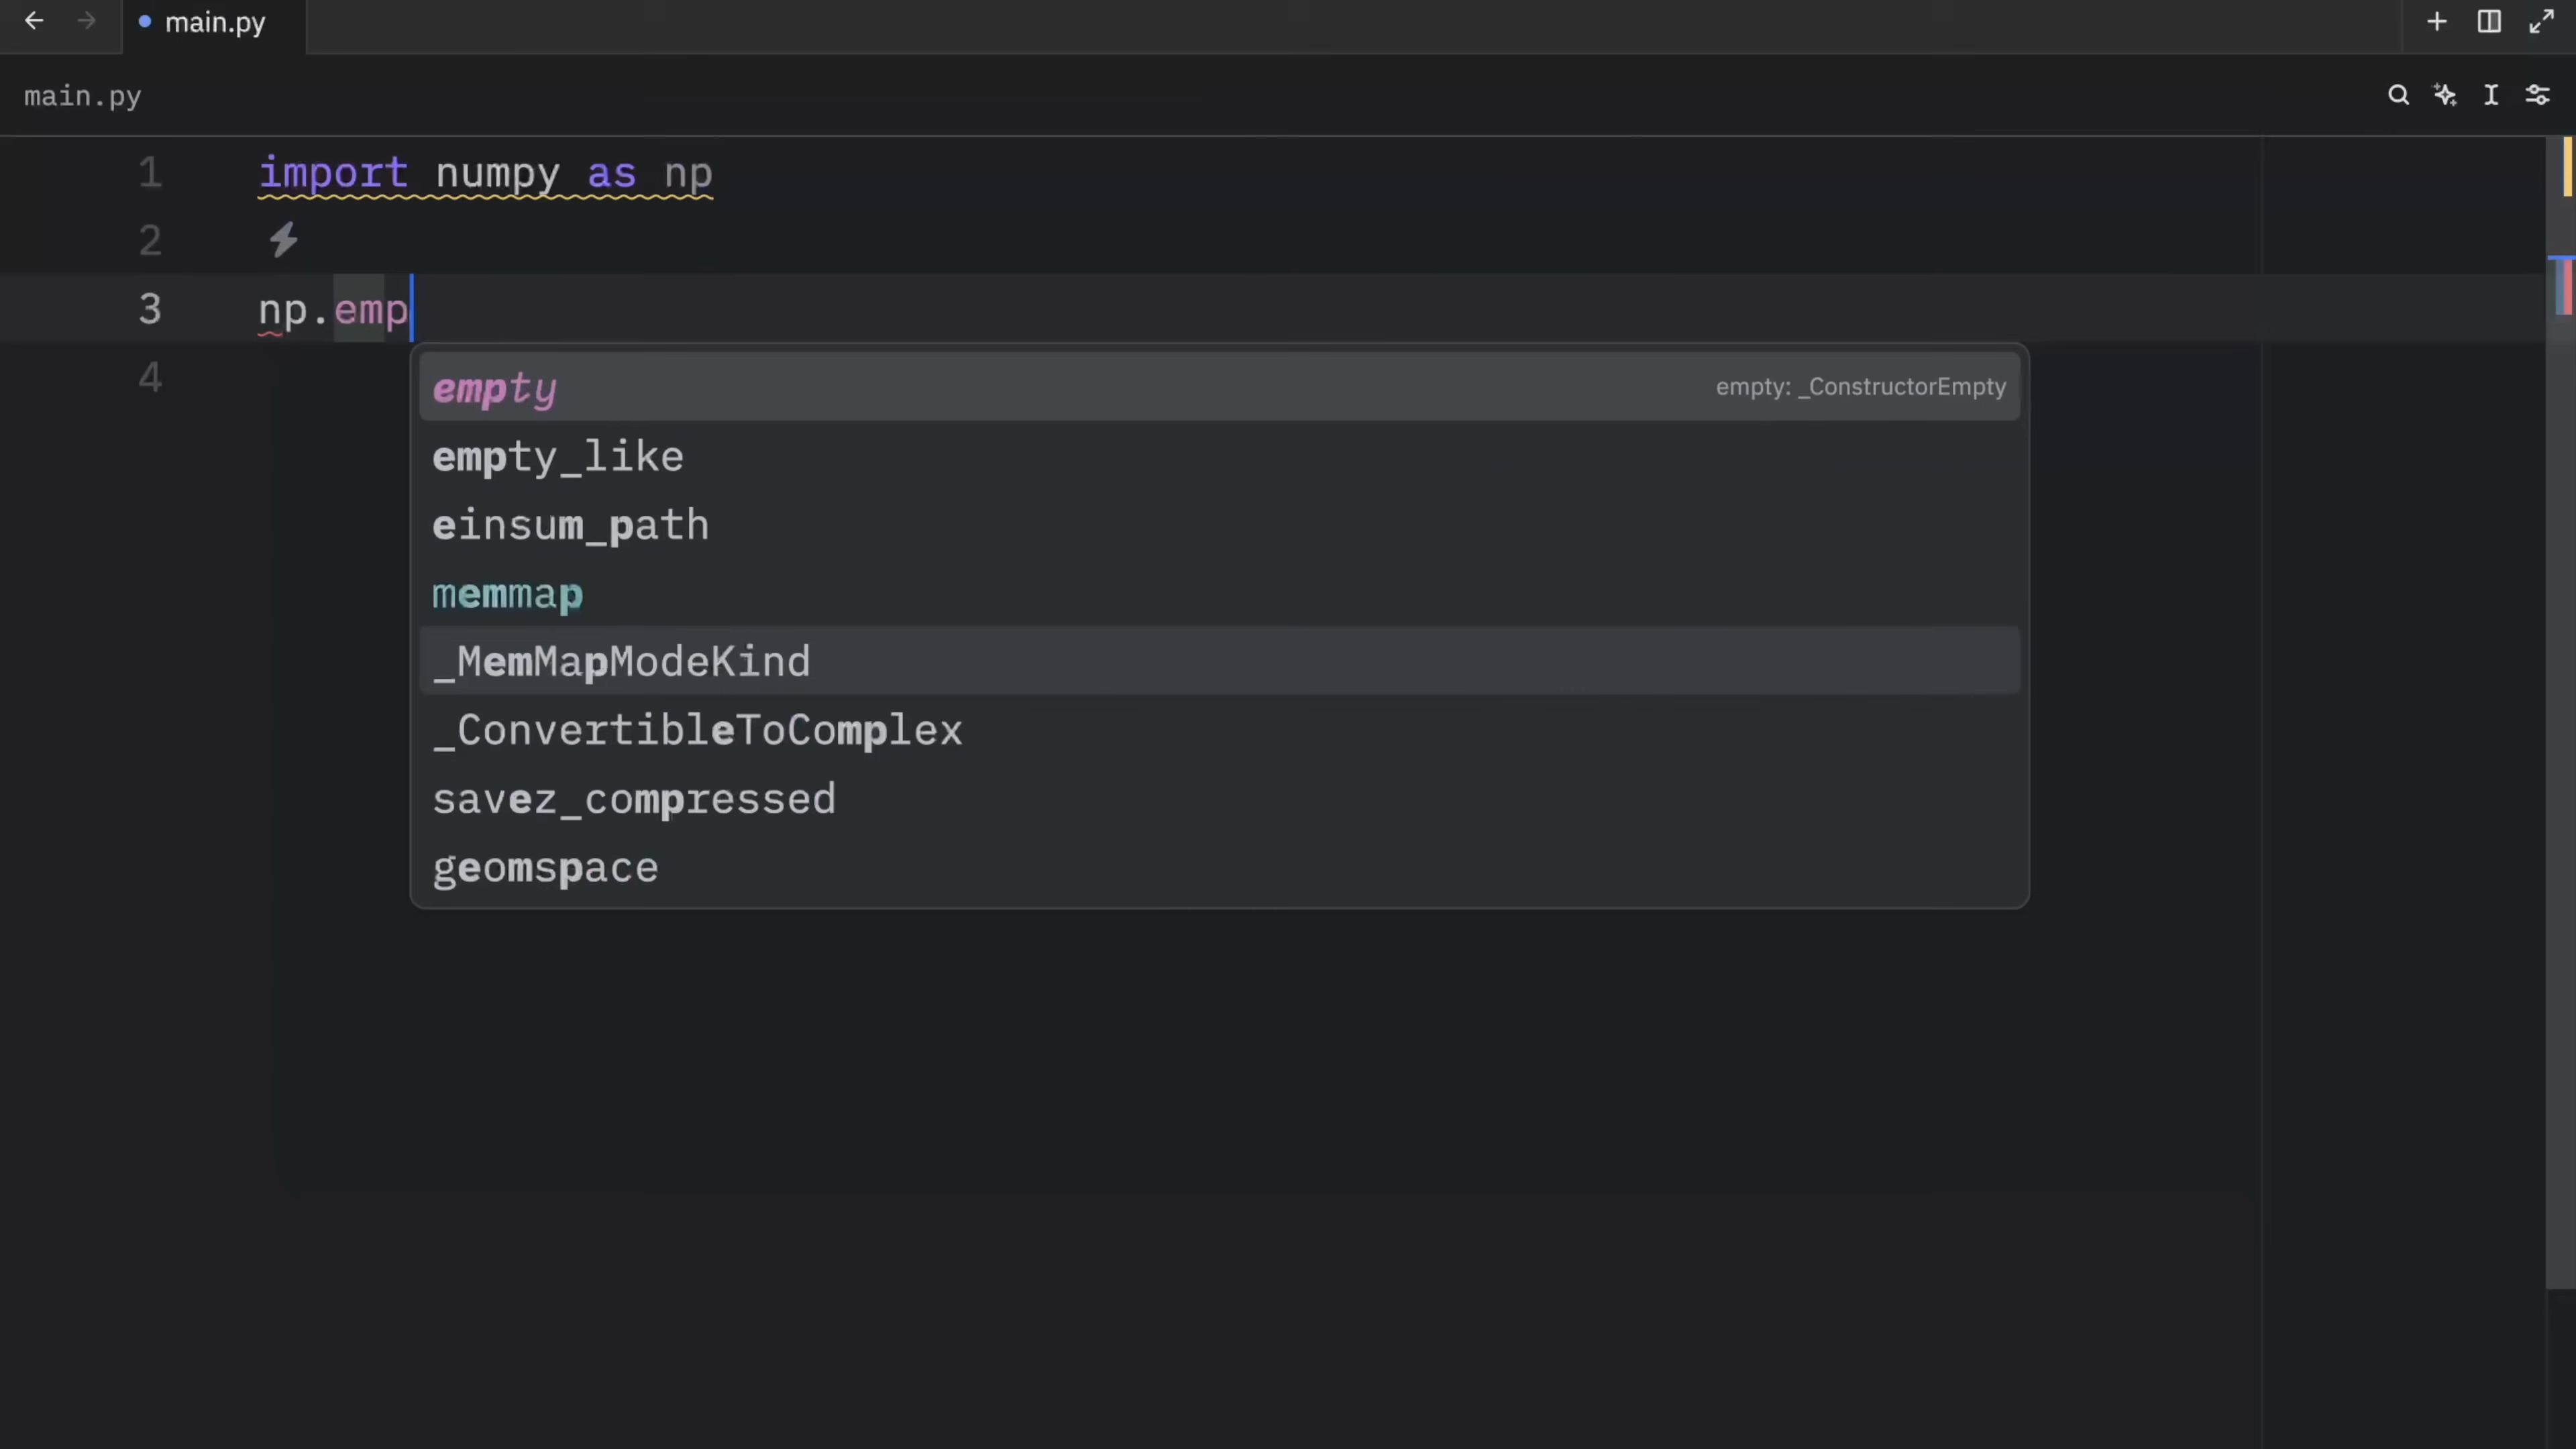 main.py
main.py
1 import numpy as np
2
3 np.emp
4
empty empty: _ConstructorEmpty
empty_like
einsum_path
memmap
_MemMapModeKind
_ConvertibleToComplex
savez_compressed
geomspace